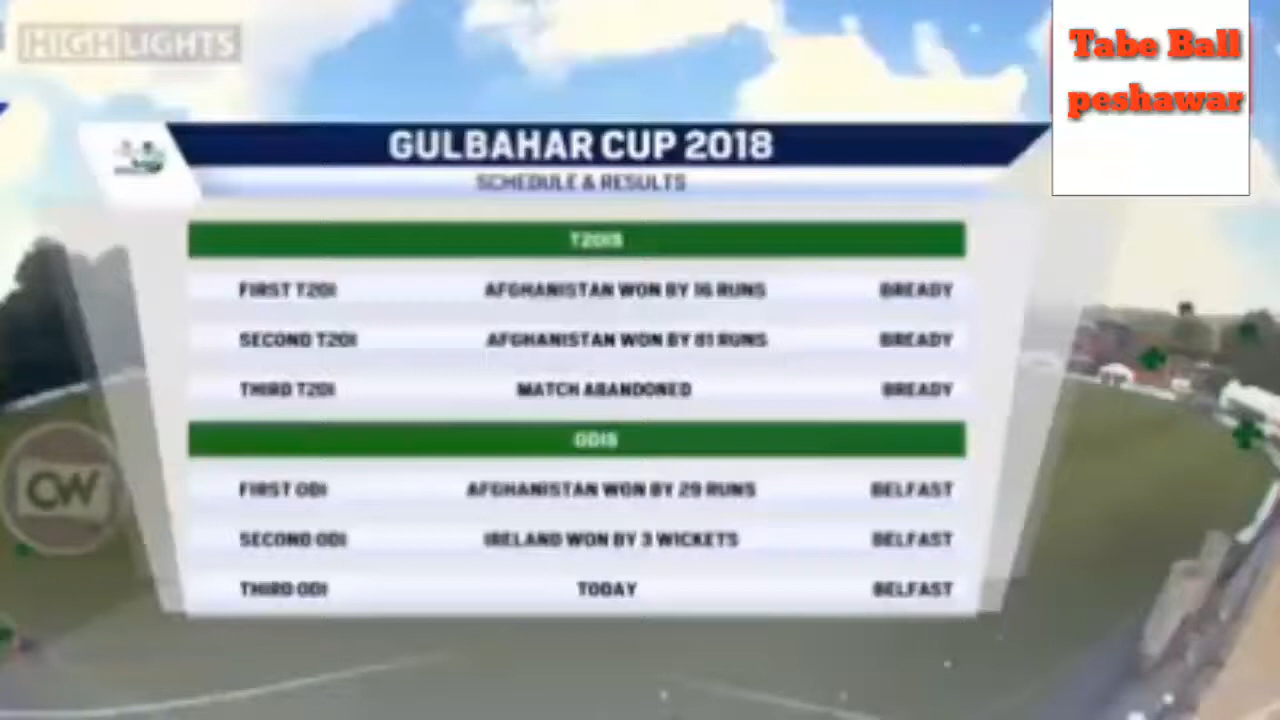 HIGHLIGHTS
Tabe Ball
peshawar
GULBAHAR CUP 2018
SCHEDULE & RESULTS
T20IS
FIRST T20I AFGHANISTAN WON BY 16 RUNS BREADY
SECOND T20I AFGHANISTAN WON BY 81 RUNS BREADY
THIRD T20I MATCH ABANDONED BREADY
ODIS
FIRST ODI AFGHANISTAN WON BY 29 RUNS BELFAST
SECOND ODI IRELAND WON BY 3 WICKETS BELFAST
THIRD ODI TODAY BELFAST
CW